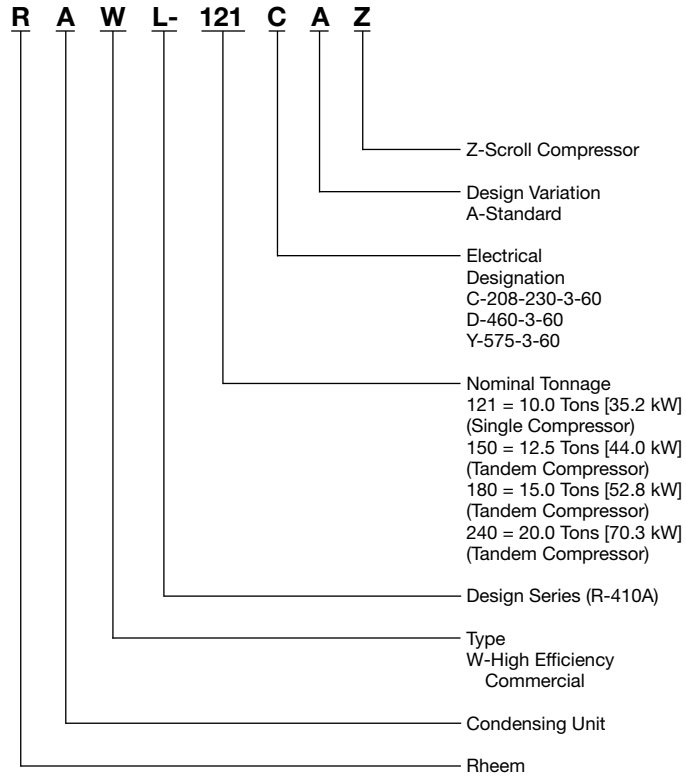 R A W L- 121 C A Z
Z-Scroll Compressor
Design Variation
A-Standard
Electrical
Designation
C-208-230-3-60
D-460-3-60
Y-575-3-60
Nominal Tonnage
121 = 10.0 Tons [35.2 kW]
(Single Compressor)
150 = 12.5 Tons [44.0 kW]
(Tandem Compressor)
180 = 15.0 Tons [52.8 kW]
(Tandem Compressor)
240 = 20.0 Tons [70.3 kW]
(Tandem Compressor)
Design Series (R-410A)
Type
W-High Efficiency
Commercial
Condensing Unit
Rheem